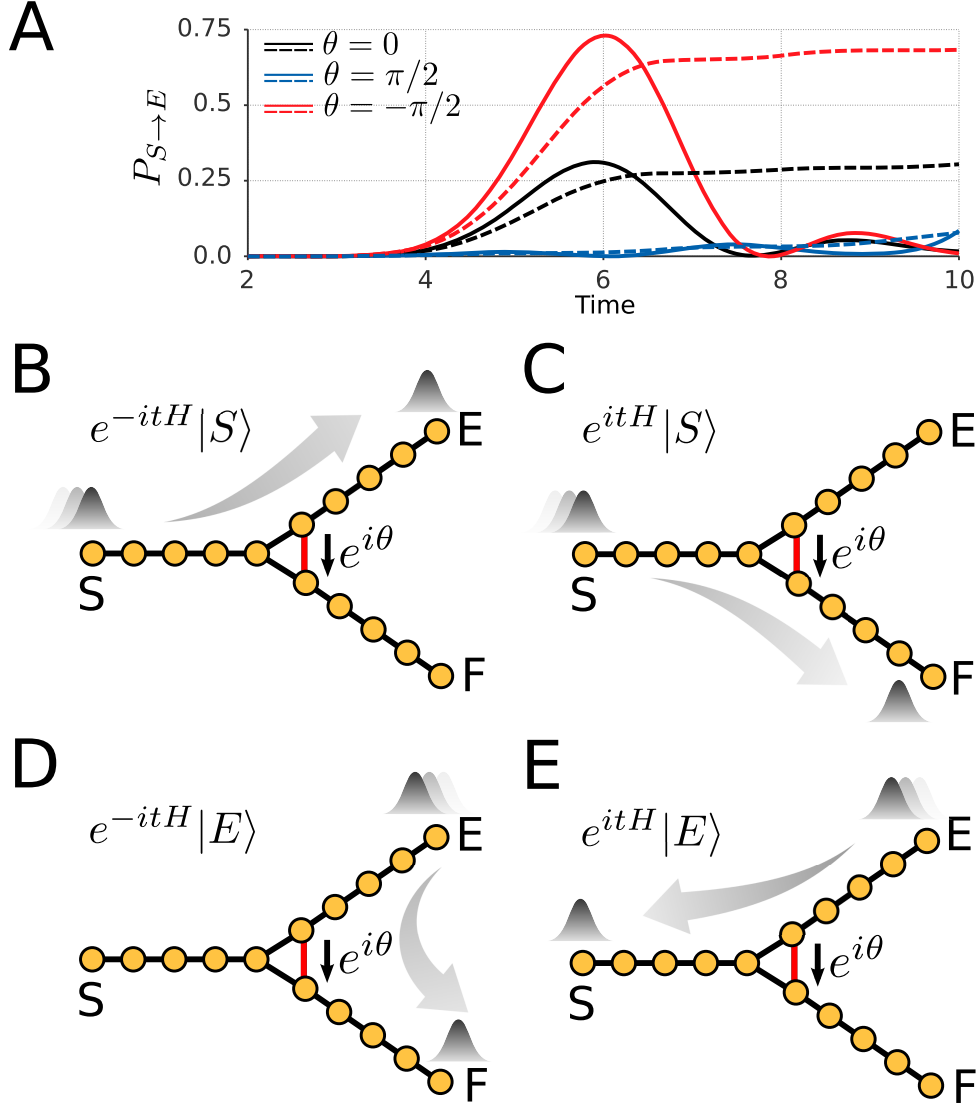 A
0.75
0.5
0.25
0.0
P_{S→E}
θ = 0
θ = π/2
θ = −π/2
2 4 6 8 10
Time
B
e^{−itH}|S⟩
E
e^{iθ}
S
F
C
e^{itH}|S⟩
E
e^{iθ}
S
F
D
e^{−itH}|E⟩
E
e^{iθ}
S
F
E
e^{itH}|E⟩
E
e^{iθ}
S
F